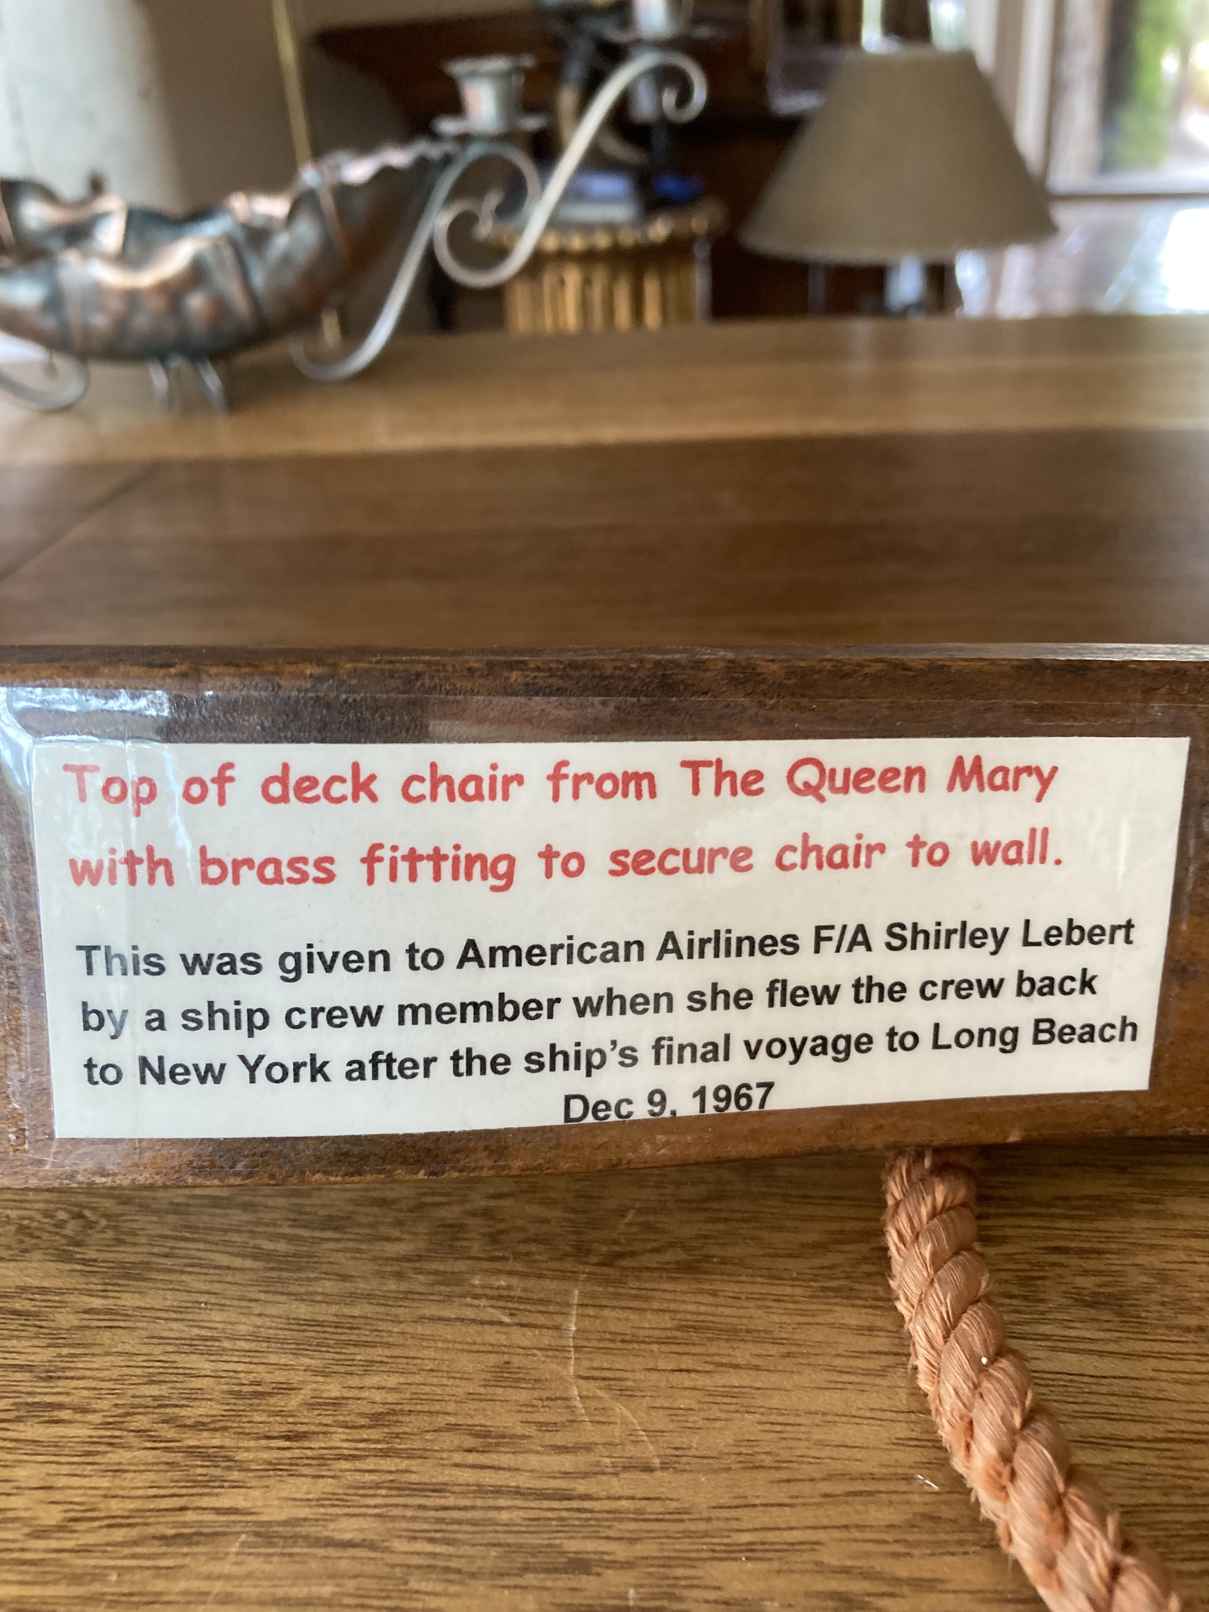 Top of deck chair from The Queen Mary
with brass fitting to secure chair to wall.
This was given to American Airlines F/A Shirley Lebert
by a ship crew member when she flew the crew back
to New York after the ship's final voyage to Long Beach
Dec 9, 1967